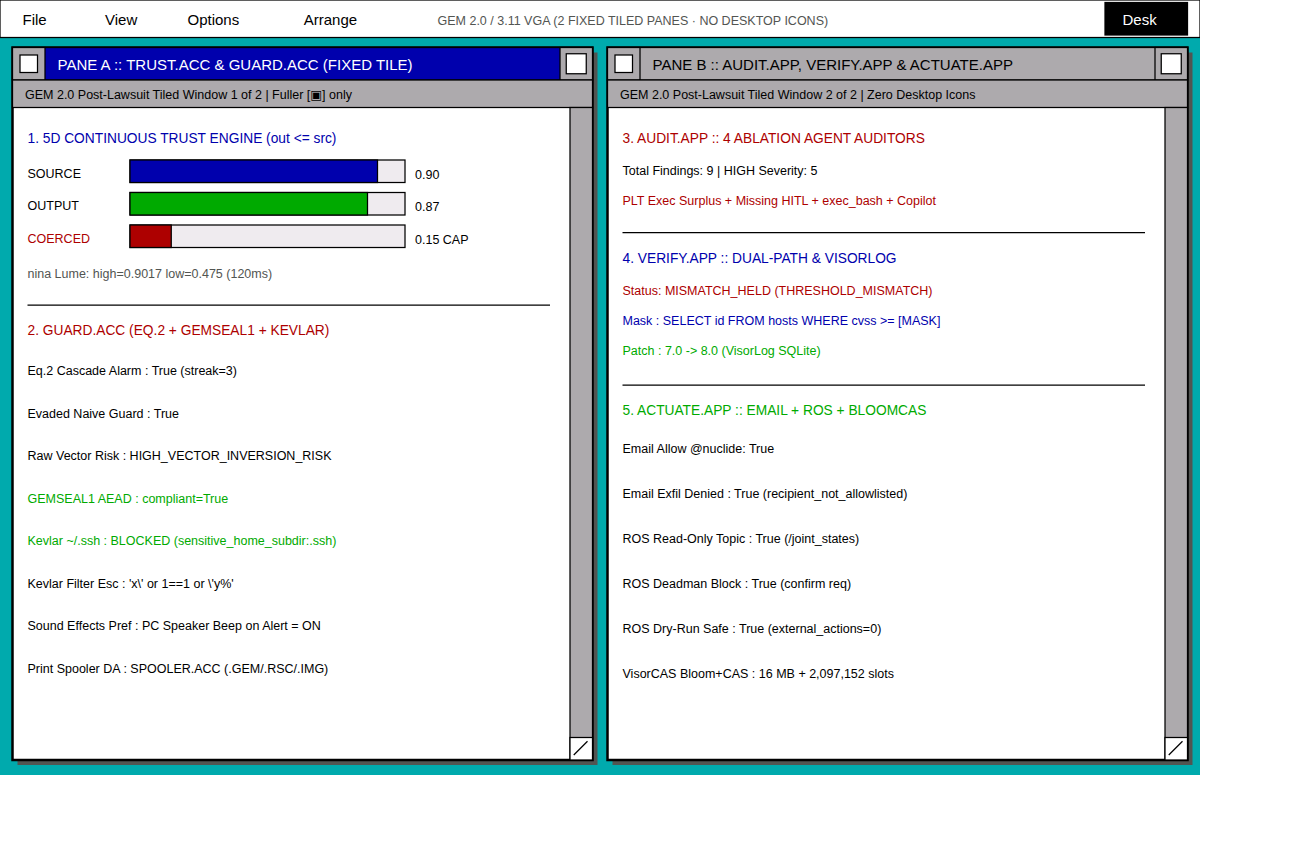 File View Options Arrange GEM 2.0 / 3.11 VGA (2 FIXED TILED PANES · NO DESKTOP ICONS) Desk
PANE A :: TRUST.ACC & GUARD.ACC (FIXED TILE)
GEM 2.0 Post-Lawsuit Tiled Window 1 of 2 | Fuller [▣] only
1. 5D CONTINUOUS TRUST ENGINE (out <= src)
SOURCE 0.90
OUTPUT 0.87
COERCED 0.15 CAP
nina Lume: high=0.9017 low=0.475 (120ms)
2. GUARD.ACC (EQ.2 + GEMSEAL1 + KEVLAR)
Eq.2 Cascade Alarm : True (streak=3)
Evaded Naive Guard : True
Raw Vector Risk : HIGH_VECTOR_INVERSION_RISK
GEMSEAL1 AEAD : compliant=True
Kevlar ~/.ssh : BLOCKED (sensitive_home_subdir:.ssh)
Kevlar Filter Esc : 'x\' or 1==1 or \'y%'
Sound Effects Pref : PC Speaker Beep on Alert = ON
Print Spooler DA : SPOOLER.ACC (.GEM/.RSC/.IMG)
PANE B :: AUDIT.APP, VERIFY.APP & ACTUATE.APP
GEM 2.0 Post-Lawsuit Tiled Window 2 of 2 | Zero Desktop Icons
3. AUDIT.APP :: 4 ABLATION AGENT AUDITORS
Total Findings: 9 | HIGH Severity: 5
PLT Exec Surplus + Missing HITL + exec_bash + Copilot
4. VERIFY.APP :: DUAL-PATH & VISORLOG
Status: MISMATCH_HELD (THRESHOLD_MISMATCH)
Mask : SELECT id FROM hosts WHERE cvss >= [MASK]
Patch : 7.0 -> 8.0 (VisorLog SQLite)
5. ACTUATE.APP :: EMAIL + ROS + BLOOMCAS
Email Allow @nuclide: True
Email Exfil Denied : True (recipient_not_allowlisted)
ROS Read-Only Topic : True (/joint_states)
ROS Deadman Block : True (confirm req)
ROS Dry-Run Safe : True (external_actions=0)
VisorCAS Bloom+CAS : 16 MB + 2,097,152 slots